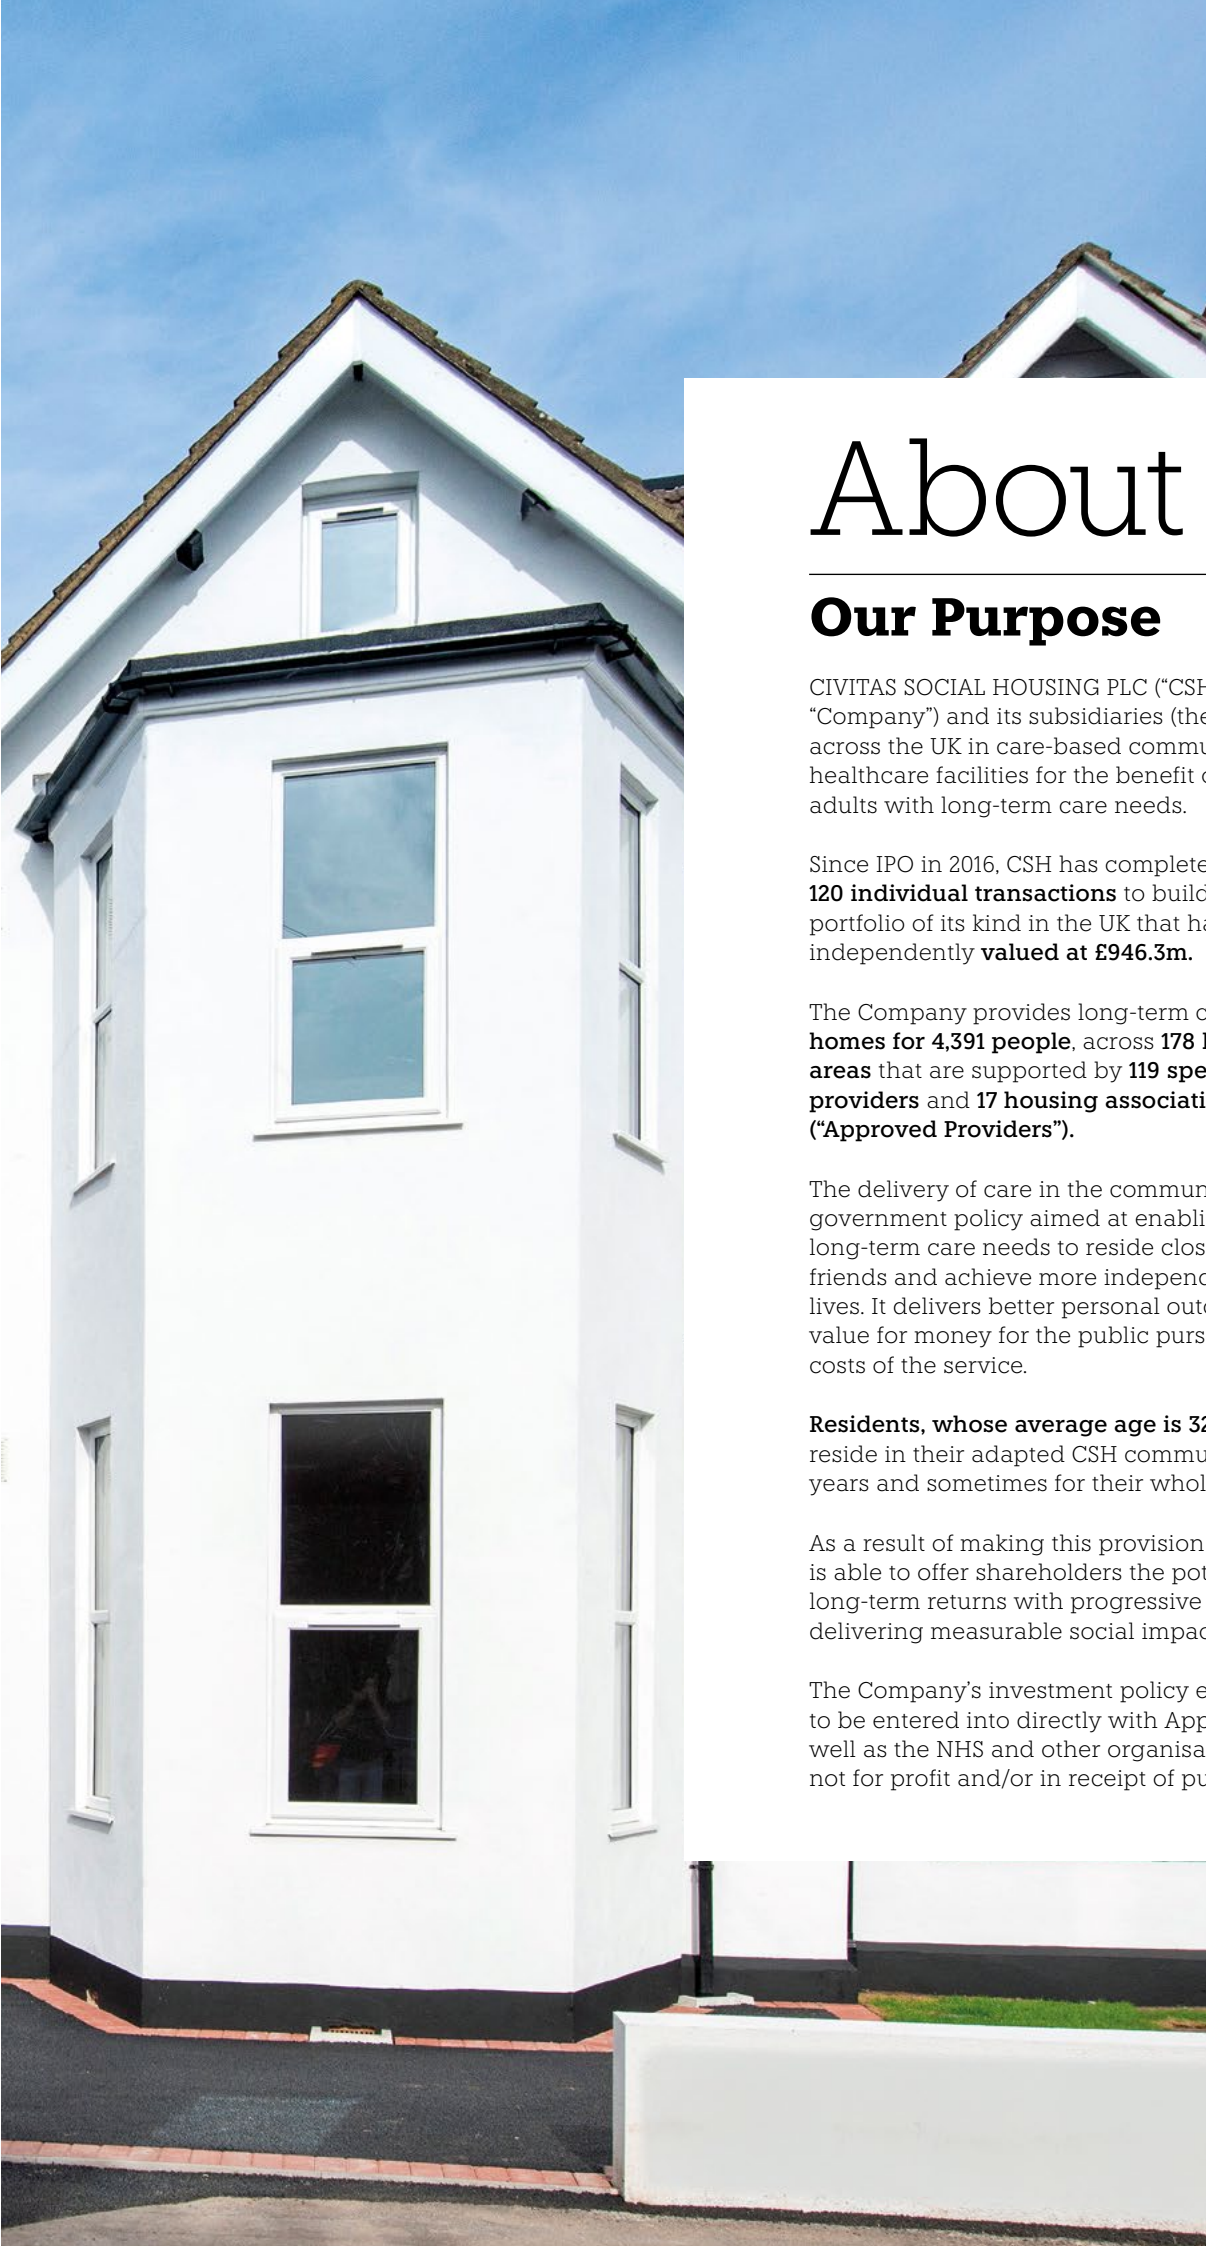 About
Our Purpose
CIVITAS SOCIAL HOUSING PLC (“CSH
“Company”) and its subsidiaries (the
across the UK in care-based commu
healthcare facilities for the benefit
adults with long-term care needs.
Since IPO in 2016, CSH has complete
120 individual transactions to build
portfolio of its kind in the UK that ha
independently valued at £946.3m.
The Company provides long-term
homes for 4,391 people, across 178
areas that are supported by 119 spe
providers and 17 housing associati
(“Approved Providers”).
The delivery of care in the commun
government policy aimed at enabli
long-term care needs to reside clos
friends and achieve more independ
lives. It delivers better personal out
value for money for the public purs
costs of the service.
Residents, whose average age is 32
reside in their adapted CSH commu
years and sometimes for their whol
As a result of making this provision
is able to offer shareholders the pot
long-term returns with progressive
delivering measurable social impac
The Company’s investment policy e
to be entered into directly with App
well as the NHS and other organisa
not for profit and/or in receipt of pu